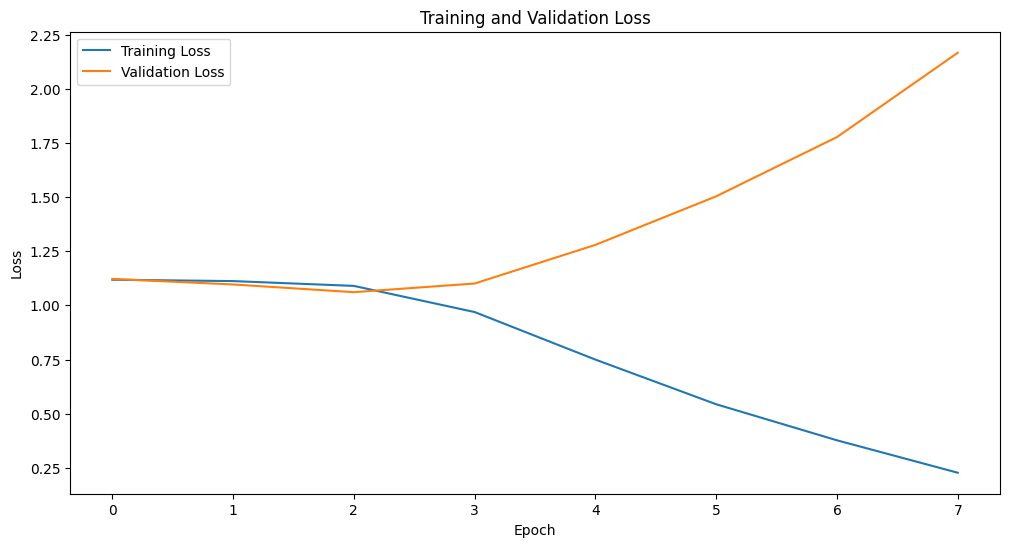 Training and Validation Loss
Training Loss
Validation Loss
Loss
2.25
2.00
1.75
1.50
1.25
1.00
0.75
0.50
0.25
0 1 2 3 4 5 6 7
Epoch